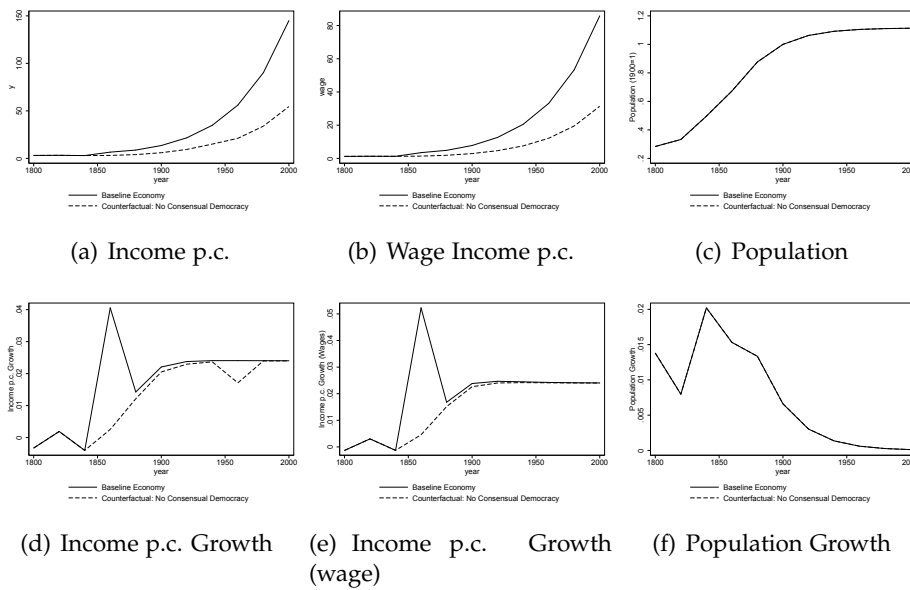 150
100
50
0
y
1800
1850
1900
1950
2000
year
Baseline Economy
Counterfactual: No Consensual Democracy
(a) Income p.c.
80
60
40
20
0
wage
1800
1850
1900
1950
2000
year
Baseline Economy
Counterfactual: No Consensual Democracy
(b) Wage Income p.c.
1.2
1
.8
.6
.4
.2
Population (1900=1)
1800
1850
1900
1950
2000
year
(c) Population
.04
.03
.02
.01
0
Income p.c. Growth
1800
1850
1900
1950
2000
year
Baseline Economy
Counterfactual: No Consensual Democracy
(d) Income p.c. Growth
.05
.04
.03
.02
.01
0
Income p.c. Growth (Wages)
1800
1850
1900
1950
2000
year
Baseline Economy
Counterfactual: No Consensual Democracy
(e) Income p.c. Growth
(wage)
.02
.015
.01
.005
0
Population Growth
1800
1850
1900
1950
2000
year
Baseline Economy
Counterfactual: No Consensual Democracy
(f) Population Growth